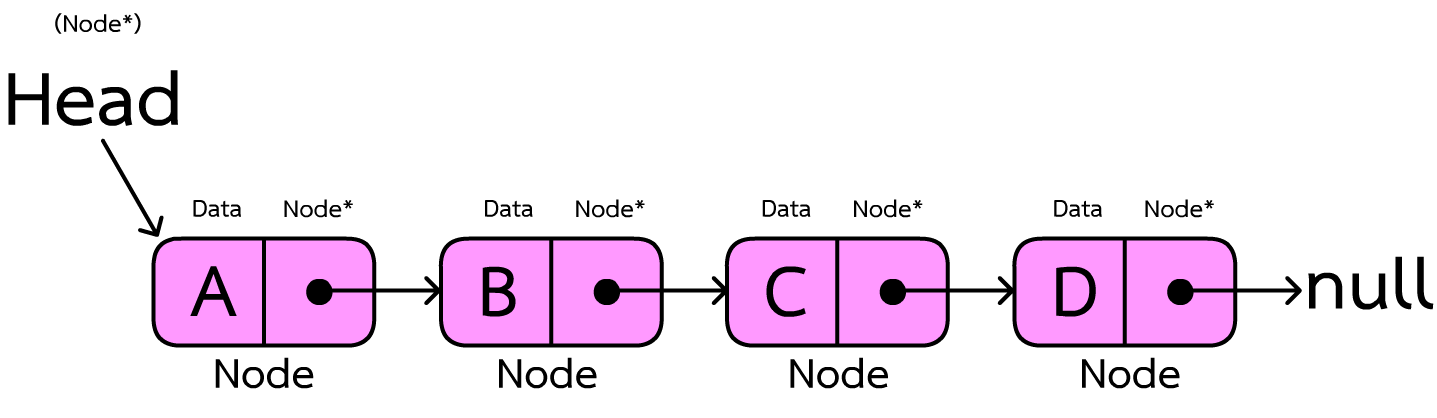 (Node*)
Head
Data Node* Data Node* Data Node* Data Node*
A B C D null
Node Node Node Node